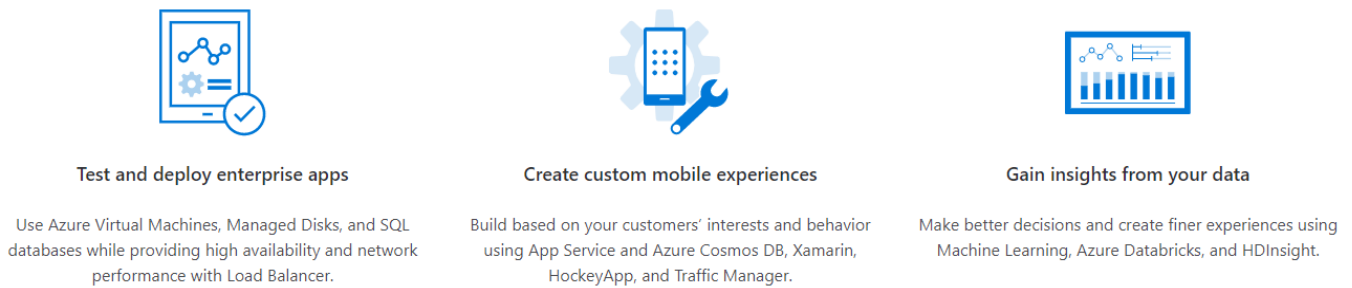 Test and deploy enterprise apps
Use Azure Virtual Machines, Managed Disks, and SQL
databases while providing high availability and network
performance with Load Balancer.
Create custom mobile experiences
Build based on your customers’ interests and behavior
using App Service and Azure Cosmos DB, Xamarin,
HockeyApp, and Traffic Manager.
Gain insights from your data
Make better decisions and create finer experiences using
Machine Learning, Azure Databricks, and HDInsight.